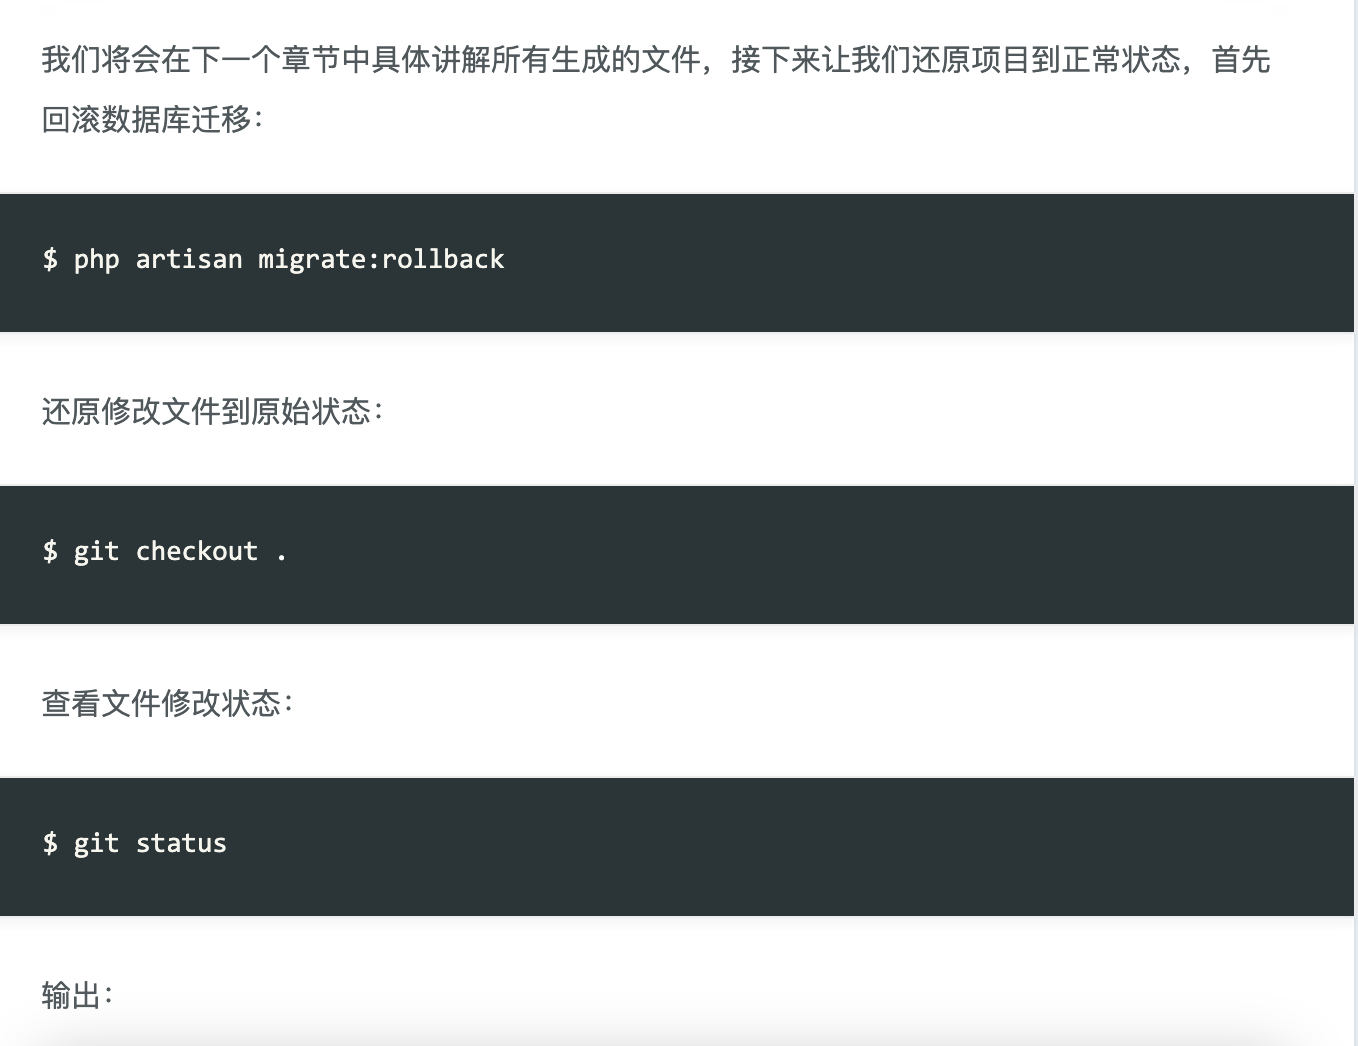 我们将会在下一个章节中具体讲解所有生成的文件，接下来让我们还原项目到正常状态，首先
回滚数据库迁移：
$ php artisan migrate:rollback
还原修改文件到原始状态：
$ git checkout .
查看文件修改状态：
$ git status
输出：